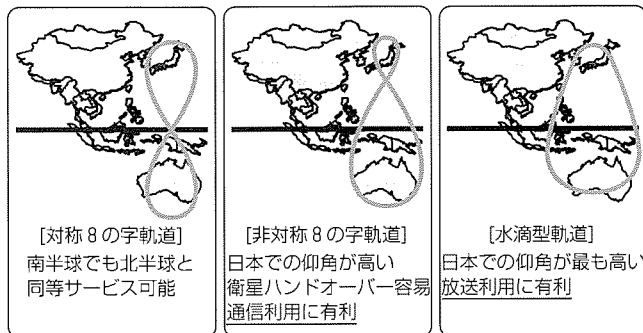 [対称8の字軌道]
南半球でも北半球と
同等サービス可能
[非対称8の字軌道]
日本での仰角が高い
衛星ハンドオーバー容易
通信利用に有利
[水滴型軌道]
日本での仰角が最も高い
放送利用に有利